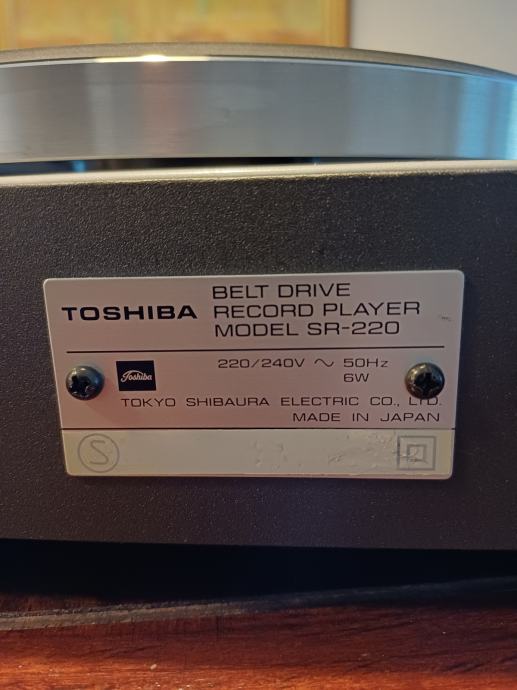 TOSHIBA
BELT DRIVE
RECORD PLAYER
MODEL SR-220
220/240V ~ 50Hz
6W
Toshiba
TOKYO SHIBAURA ELECTRIC CO., LTD.
MADE IN JAPAN
S